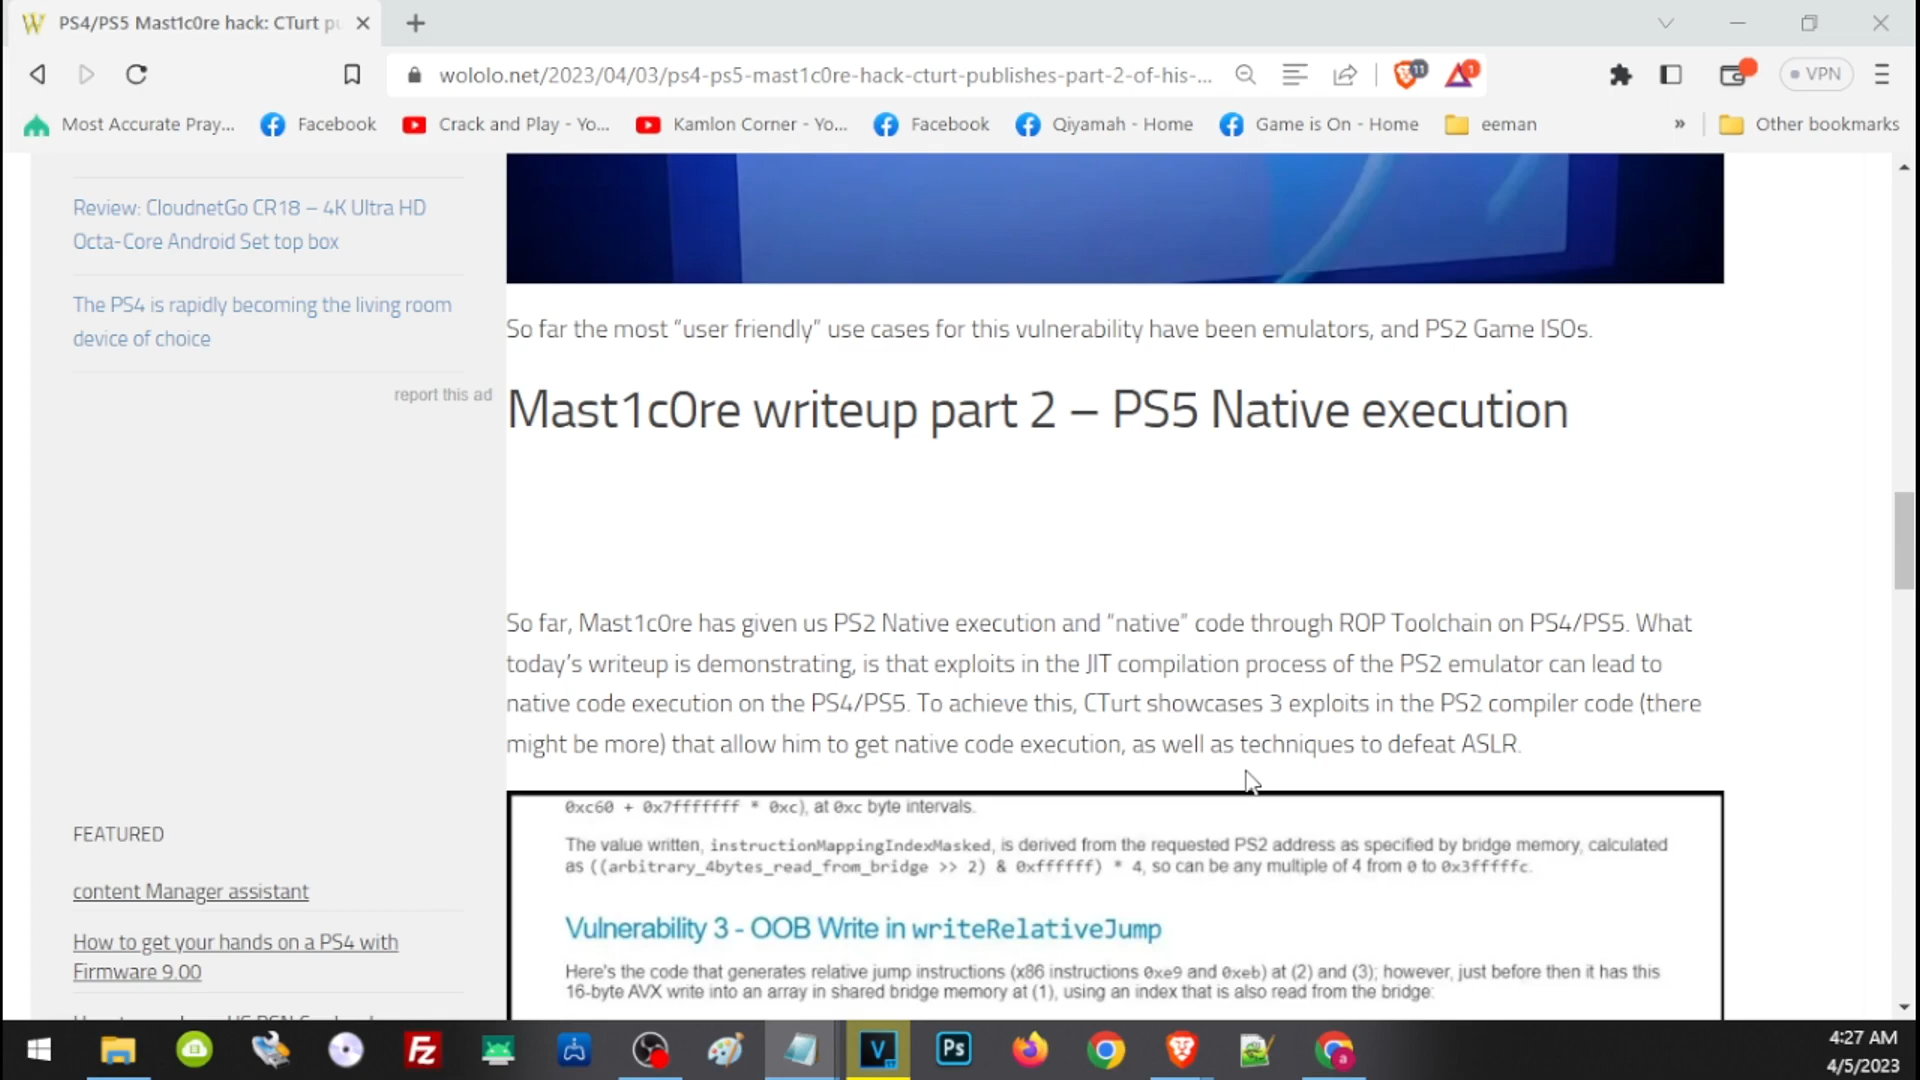 PS4/PS5 Mast1c0re hack: CTurt pu
wololo.net/2023/04/03/ps4-ps5-mast1c0re-hack-cturt-publishes-part-2-of-his-...
11
1
VPN
Most Accurate Pray...
Facebook
Crack and Play - Yo...
Kamlon Corner - Yo...
Facebook
Qiyamah - Home
Game is On - Home
eeman
»
Other bookmarks
Review: CloudnetGo CR18 – 4K Ultra HD
Octa-Core Android Set top box
The PS4 is rapidly becoming the living room
device of choice
report this ad
FEATURED
content Manager assistant
How to get your hands on a PS4 with
Firmware 9.00
So far the most “user friendly” use cases for this vulnerability have been emulators, and PS2 Game ISOs.
Mast1c0re writeup part 2 – PS5 Native execution
So far, Mast1c0re has given us PS2 Native execution and “native” code through ROP Toolchain on PS4/PS5. What
today’s writeup is demonstrating, is that exploits in the JIT compilation process of the PS2 emulator can lead to
native code execution on the PS4/PS5. To achieve this, CTurt showcases 3 exploits in the PS2 compiler code (there
might be more) that allow him to get native code execution, as well as techniques to defeat ASLR.
0xc60 + 0x7fffffff * 0xc), at 0xc byte intervals.
The value written, instructionMappingIndexMasked, is derived from the requested PS2 address as specified by bridge memory, calculated
as ((arbitrary_4bytes_read_from_bridge >> 2) & 0xffffff) * 4, so can be any multiple of 4 from 0 to 0x3fffffc.
Vulnerability 3 - OOB Write in writeRelativeJump
Here's the code that generates relative jump instructions (x86 instructions 0xe9 and 0xeb) at (2) and (3); however, just before then it has this
16-byte AVX write into an array in shared bridge memory at (1), using an index that is also read from the bridge:
Fz
V
Ps
a
4:27 AM
4/5/2023